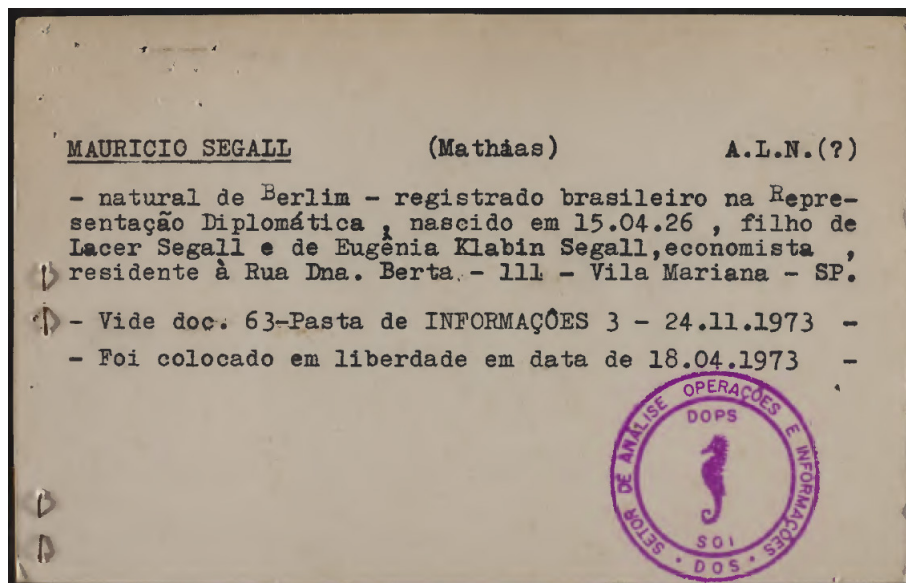 MAURICIO SEGALL (Mathias) A.L.N.(?)
- natural de Berlim - registrado brasileiro na Repre-
sentação Diplomática , nascido em 15.04.26 , filho de
Lacer Segall e de Eugênia Klabin Segall,economista ,
residente à Rua Dna. Berta - 111 - Vila Mariana - SP.
- Vide doc. 63-Pasta de INFORMAÇÕES 3 - 24.11.1973 -
- Foi colocado em liberdade em data de 18.04.1973 -
SETOR DE ANÁLISE OPERAÇÕES E INFORMAÇÕES
DOPS
SOI
· DOS ·